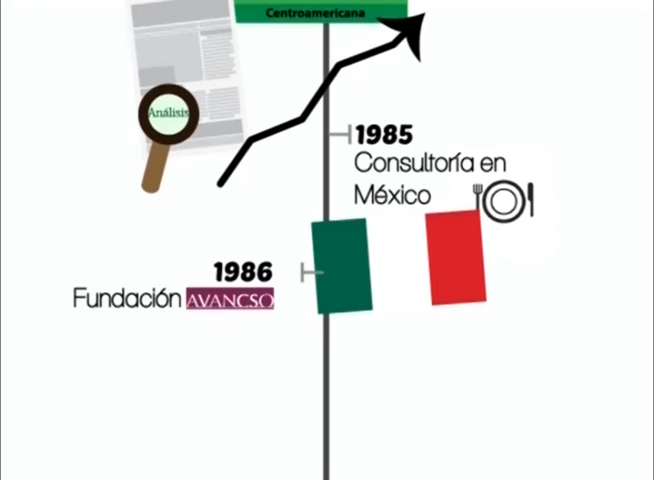 Centroamericana
Análisis
1985
Consultoría en
México
1986
Fundación AVANCSO